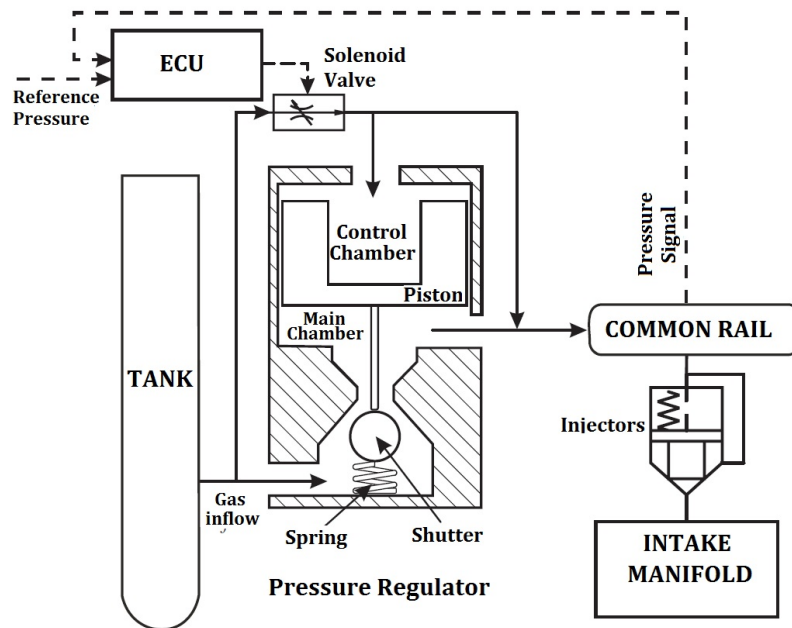 ECU
Solenoid
Valve
Reference
Pressure
Control
Chamber
Pressure
Signal
Piston
Main
Chamber
COMMON RAIL
TANK
Injectors
Gas
inflow
Spring
Shutter
INTAKE
MANIFOLD
Pressure Regulator